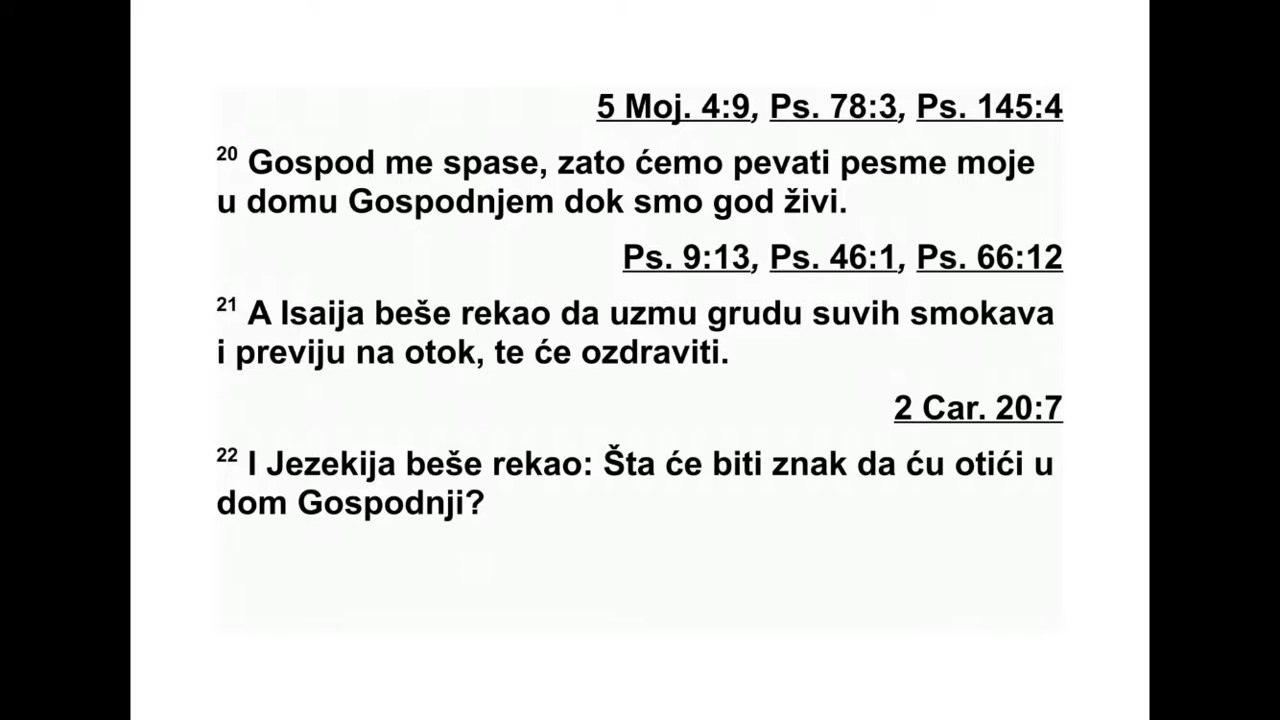 5 Moj. 4:9, Ps. 78:3, Ps. 145:4
20 Gospod me spase, zato ćemo pevati pesme moje
u domu Gospodnjem dok smo god živi.
Ps. 9:13, Ps. 46:1, Ps. 66:12
21 A Isaija beše rekao da uzmu grudu suvih smokava
i previju na otok, te će ozdraviti.
2 Car. 20:7
22 I Jezekija beše rekao: Šta će biti znak da ću otići u
dom Gospodnji?